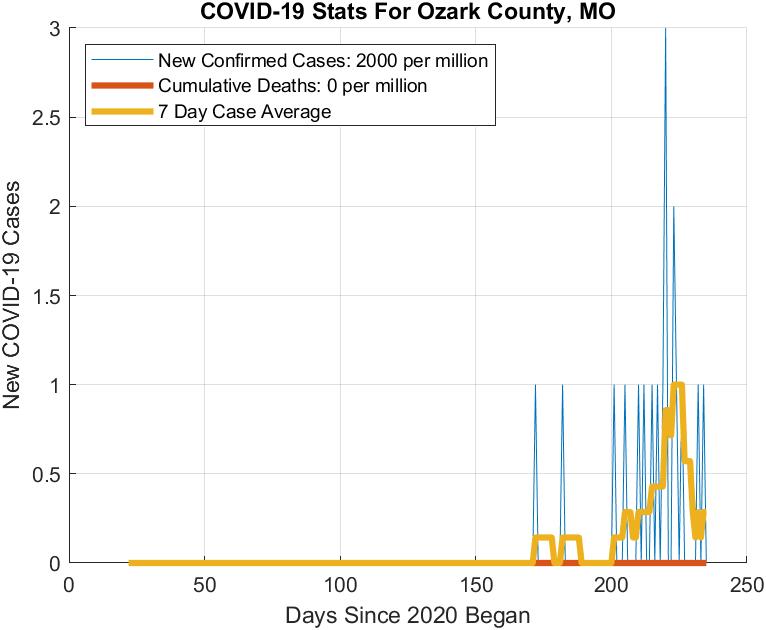 COVID-19 Stats For Ozark County, MO
New Confirmed Cases: 2000 per million
Cumulative Deaths: 0 per million
7 Day Case Average
New COVID-19 Cases
3
2.5
2
1.5
1
0.5
0
0 50 100 150 200 250
Days Since 2020 Began